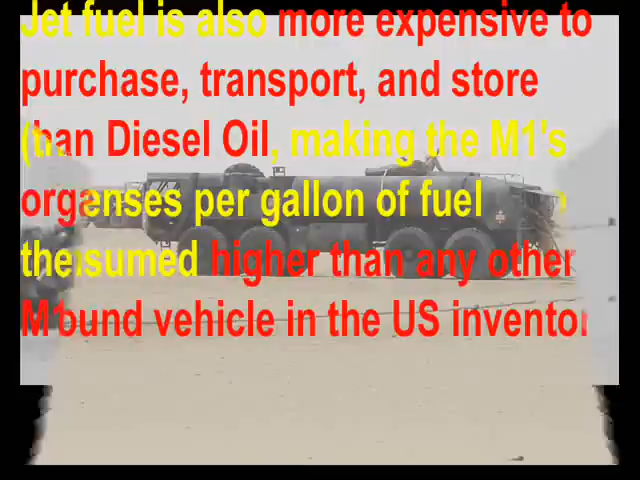 Jet fuel is also more expensive to
purchase, transport, and store
than Diesel Oil, making the M1's
per gallon of fuel
higher than any other
vehicle in the US